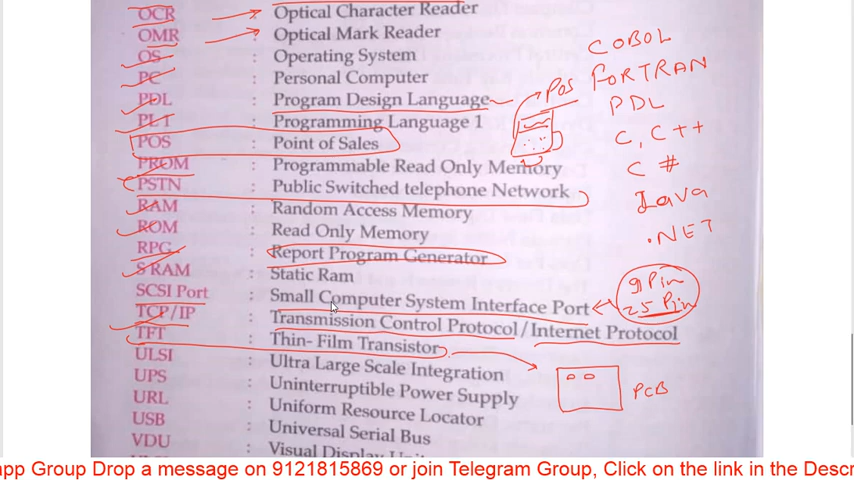 OCR Optical Character Reader
OMR Optical Mark Reader
OS : Operating System
PC : Personal Computer
PDL : Program Design Language
PL 1 : Programming Language 1
POS : Point of Sales
PROM : Programmable Read Only Memory
PSTN : Public Switched telephone Network
RAM : Random Access Memory
ROM : Read Only Memory
RPG : Report Program Generator
S RAM : Static Ram
SCSI Port : Small Computer System Interface Port
TCP/IP : Transmission Control Protocol / Internet Protocol
TFT : Thin- Film Transistor
ULSI : Ultra Large Scale Integration
UPS : Uninterruptible Power Supply
URL : Uniform Resource Locator
USB : Universal Serial Bus
VDU : Visual Display
COBOL
POS FORTRAN
PDL
C, C++
C #
Java
.NET
9 Pin
25 Pin
PCB
app Group Drop a message on 9121815869 or join Telegram Group, Click on the link in the Descr